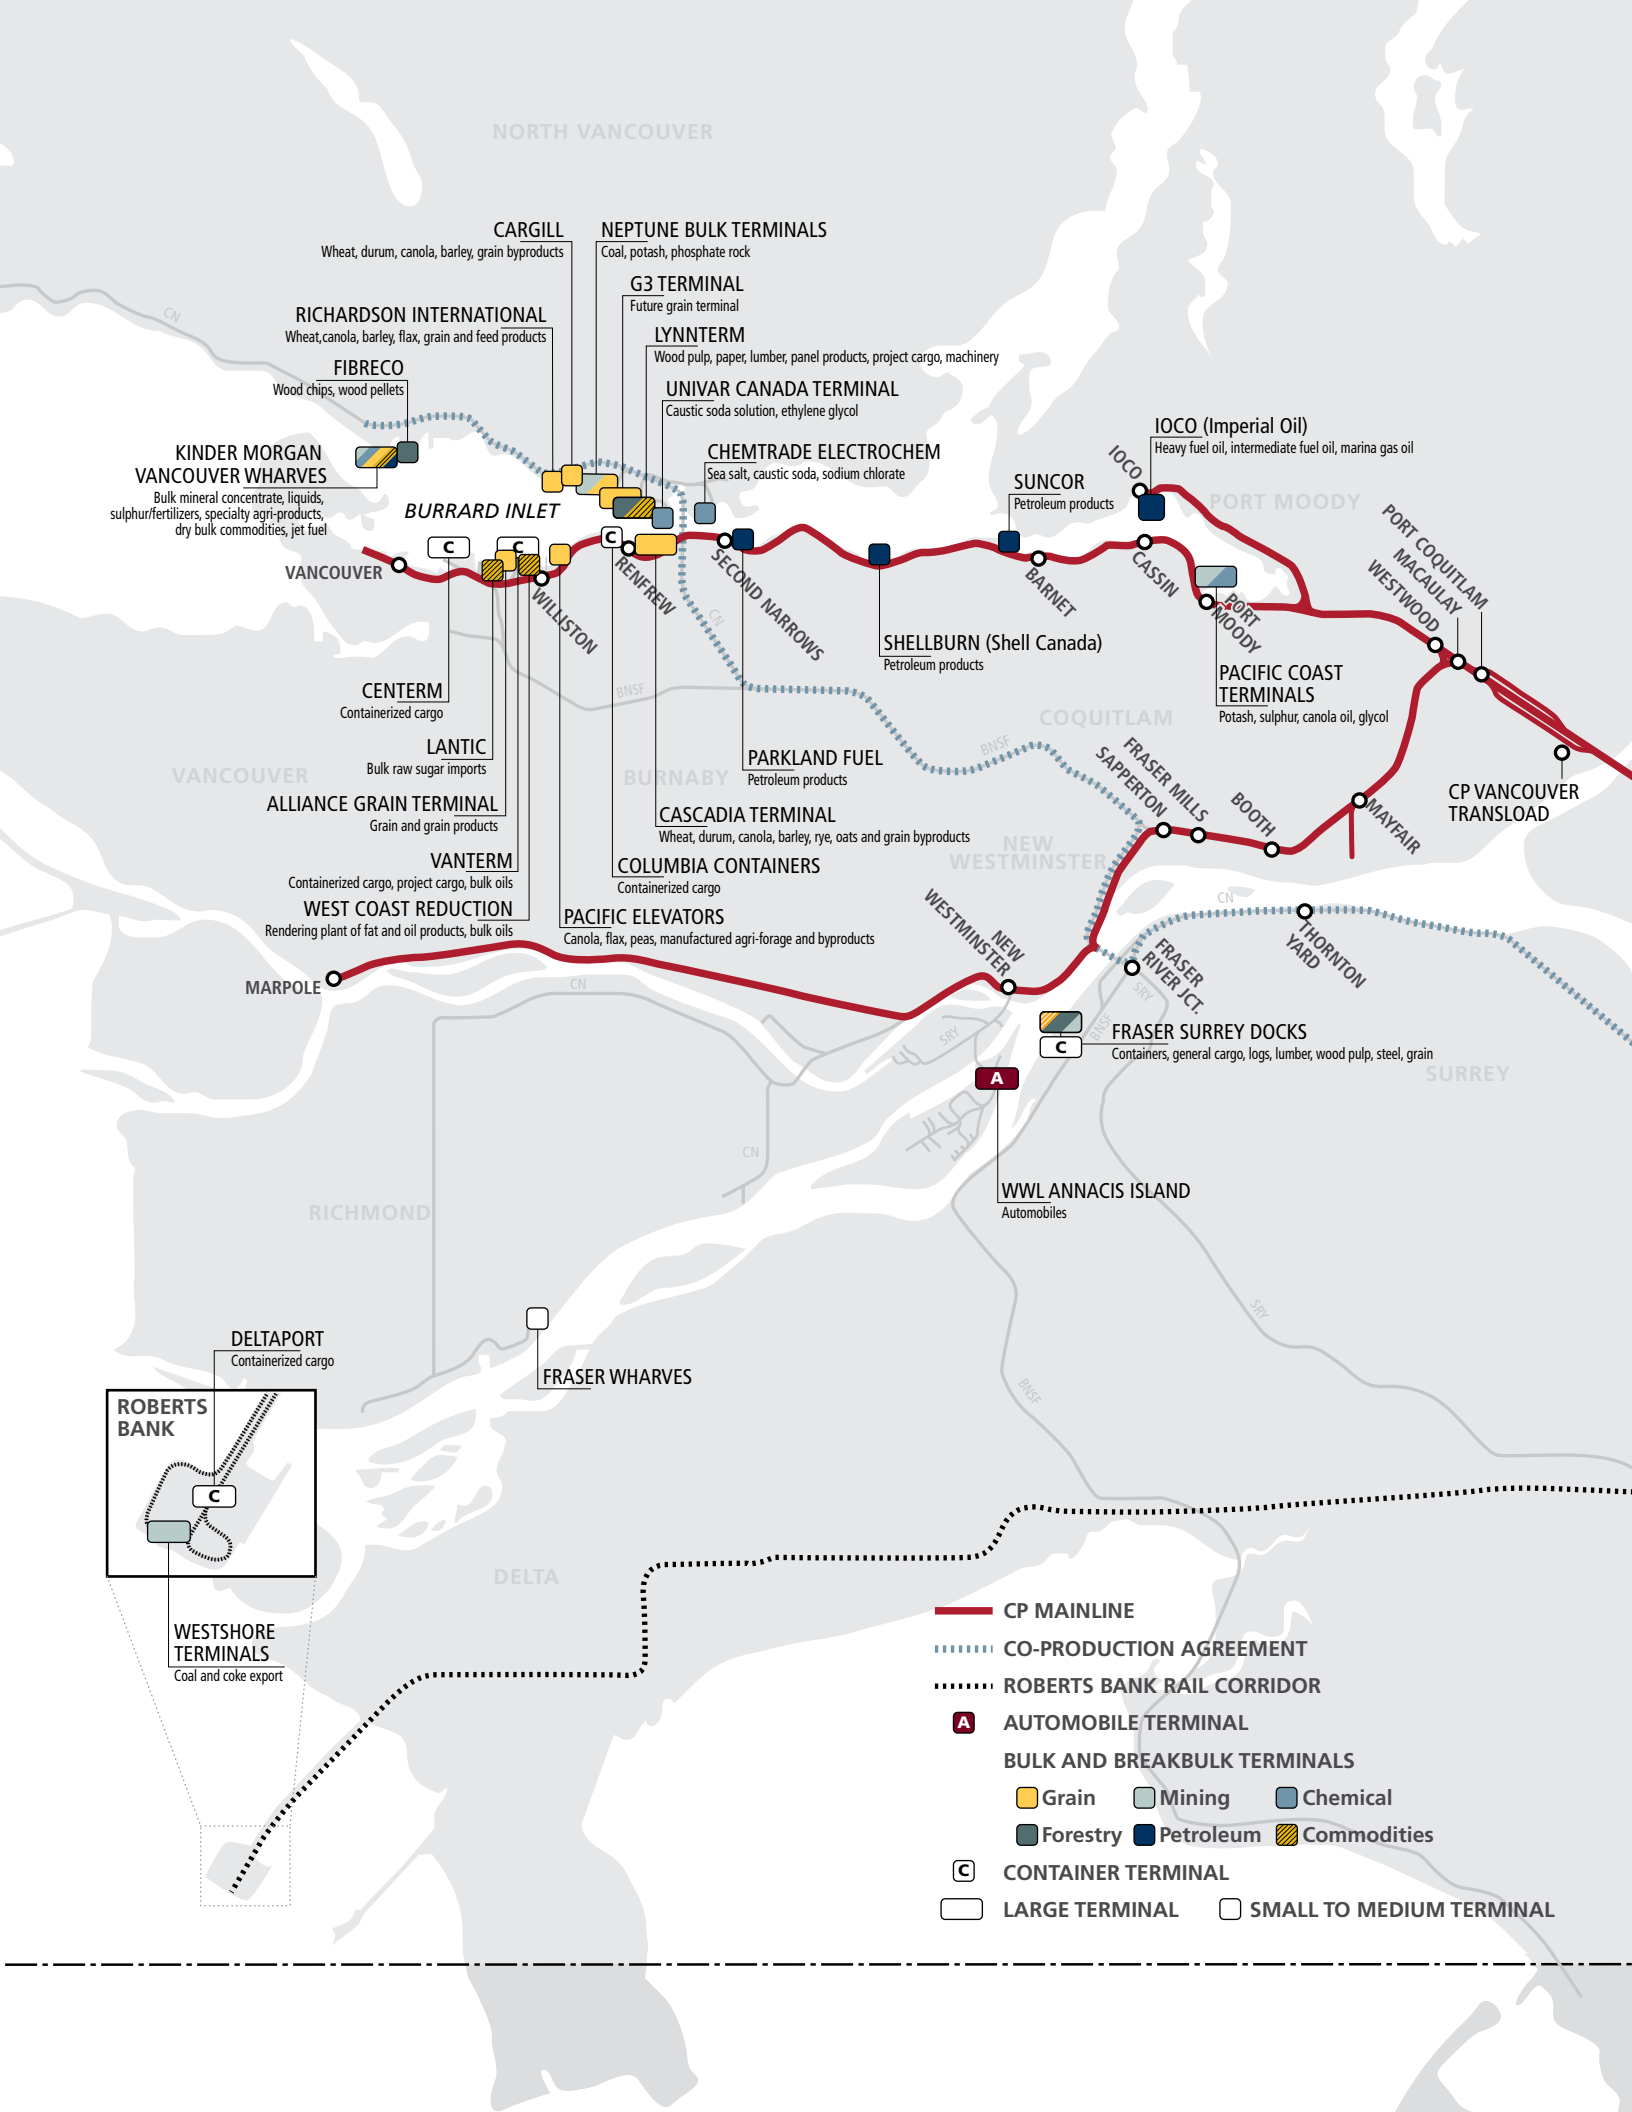 NORTH VANCOUVER
CARGILL
Wheat, durum, canola, barley, grain byproducts
NEPTUNE BULK TERMINALS
Coal, potash, phosphate rock
G3 TERMINAL
Future grain terminal
RICHARDSON INTERNATIONAL
Wheat,canola, barley, flax, grain and feed products
LYNNTERM
Wood pulp, paper, lumber, panel products, project cargo, machinery
CN
FIBRECO
Wood chips, wood pellets
UNIVAR CANADA TERMINAL
Caustic soda solution, ethylene glycol
KINDER MORGAN
VANCOUVER WHARVES
Bulk mineral concentrate, liquids,
sulphur/fertilizers, specialty agri-products,
dry bulk commodities, jet fuel
CHEMTRADE ELECTROCHEM
Sea salt, caustic soda, sodium chlorate
IOCO (Imperial Oil)
Heavy fuel oil, intermediate fuel oil, marina gas oil
IOCO
SUNCOR
Petroleum products
PORT MOODY
BURRARD INLET
C
C
C
VANCOUVER
WILLISTON
RENFREW
SECOND NARROWS
BARNET
CASSIN
PORT
MOODY
PORT COQUITLAM
MACAULAY
WESTWOOD
CN
SHELLBURN (Shell Canada)
Petroleum products
PACIFIC COAST
TERMINALS
Potash, sulphur, canola oil, glycol
CENTERM
Containerized cargo
BNSF
COQUITLAM
BNSF
LANTIC
Bulk raw sugar imports
VANCOUVER
BURNABY
PARKLAND FUEL
Petroleum products
SAPPERTON
FRASER MILLS
BOOTH
MAYFAIR
CP VANCOUVER
TRANSLOAD
ALLIANCE GRAIN TERMINAL
Grain and grain products
CASCADIA TERMINAL
Wheat, durum, canola, barley, rye, oats and grain byproducts
NEW
WESTMINSTER
VANTERM
Containerized cargo, project cargo, bulk oils
COLUMBIA CONTAINERS
Containerized cargo
WEST COAST REDUCTION
Rendering plant of fat and oil products, bulk oils
PACIFIC ELEVATORS
Canola, flax, peas, manufactured agri-forage and byproducts
NEW
WESTMINSTER
CN
THORNTON
YARD
FRASER
RIVER JCT.
MARPOLE
CN
SRY
SRY
BNSF
FRASER SURREY DOCKS
Containers, general cargo, logs, lumber, wood pulp, steel, grain
C
A
SURREY
CN
WWL ANNACIS ISLAND
Automobiles
RICHMOND
SRY
DELTAPORT
Containerized cargo
FRASER WHARVES
BNSF
ROBERTS
BANK
C
DELTA
WESTSHORE
TERMINALS
Coal and coke export
CP MAINLINE
CO-PRODUCTION AGREEMENT
ROBERTS BANK RAIL CORRIDOR
A AUTOMOBILE TERMINAL
BULK AND BREAKBULK TERMINALS
Grain Mining Chemical
Forestry Petroleum Commodities
C CONTAINER TERMINAL
LARGE TERMINAL SMALL TO MEDIUM TERMINAL